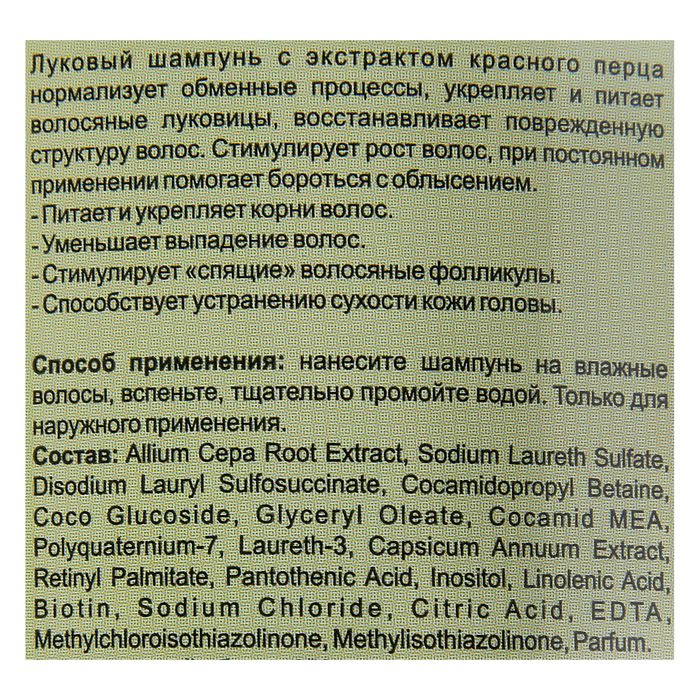 Луковый шампунь с экстрактом красного перца
нормализует обменные процессы, укрепляет и питает
волосяные луковицы, восстанавливает поврежденную
структуру волос. Стимулирует рост волос, при постоянном
применении помогает бороться с облысением.
- Питает и укрепляет корни волос.
- Уменьшает выпадение волос.
- Стимулирует «спящие» волосяные фолликулы.
- Способствует устранению сухости кожи головы.
Способ применения: нанесите шампунь на влажные
волосы, вспеньте, тщательно промойте водой. Только для
наружного применения.
Состав: Allium Cepa Root Extract, Sodium Laureth Sulfate,
Disodium Lauryl Sulfosuccinate, Cocamidopropyl Betaine,
Coco Glucoside, Glyceryl Oleate, Cocamid MEA,
Polyquaternium-7, Laureth-3, Capsicum Annuum Extract,
Retinyl Palmitate, Pantothenic Acid, Inositol, Linolenic Acid,
Biotin, Sodium Chloride, Citric Acid, EDTA,
Methylchloroisothiazolinone, Methylisothiazolinone, Parfum.